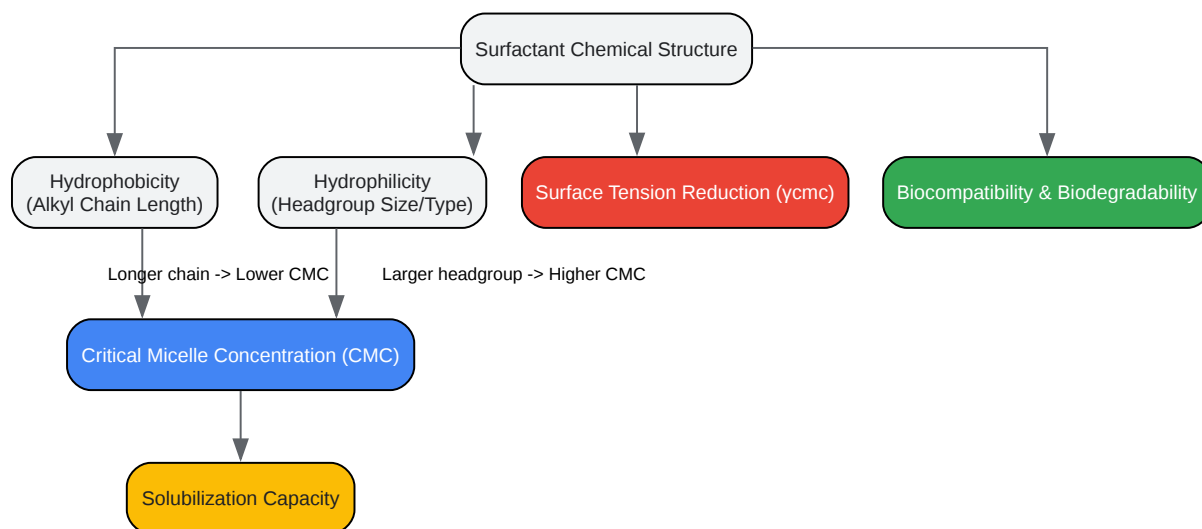 Surfactant Chemical Structure
Hydrophobicity
(Alkyl Chain Length)
Hydrophilicity
(Headgroup Size/Type)
Surface Tension Reduction (γcmc)
Biocompatibility & Biodegradability
Longer chain -> Lower CMC
Larger headgroup -> Higher CMC
Critical Micelle Concentration (CMC)
Solubilization Capacity